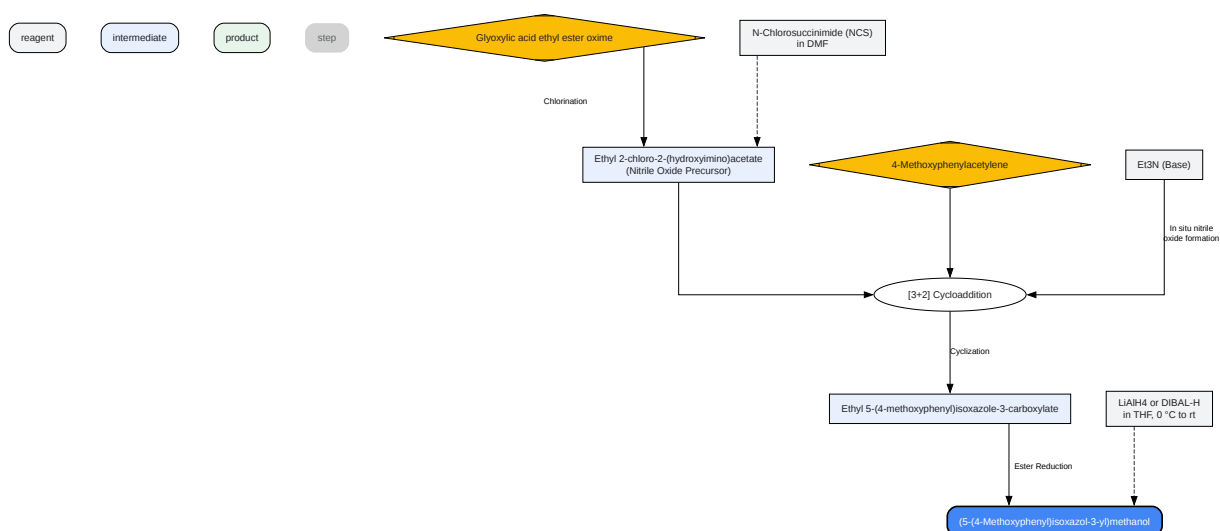 reagent
intermediate
product
step
Glyoxylic acid ethyl ester oxime
N-Chlorosuccinimide (NCS)
in DMF
Chlorination
Ethyl 2-chloro-2-(hydroxyimino)acetate
(Nitrile Oxide Precursor)
4-Methoxyphenylacetylene
Et3N (Base)
In situ nitrile
oxide formation
[3+2] Cycloaddition
Cyclization
Ethyl 5-(4-methoxyphenyl)isoxazole-3-carboxylate
LiAlH4 or DIBAL-H
in THF, 0 °C to rt
Ester Reduction
(5-(4-Methoxyphenyl)isoxazol-3-yl)methanol